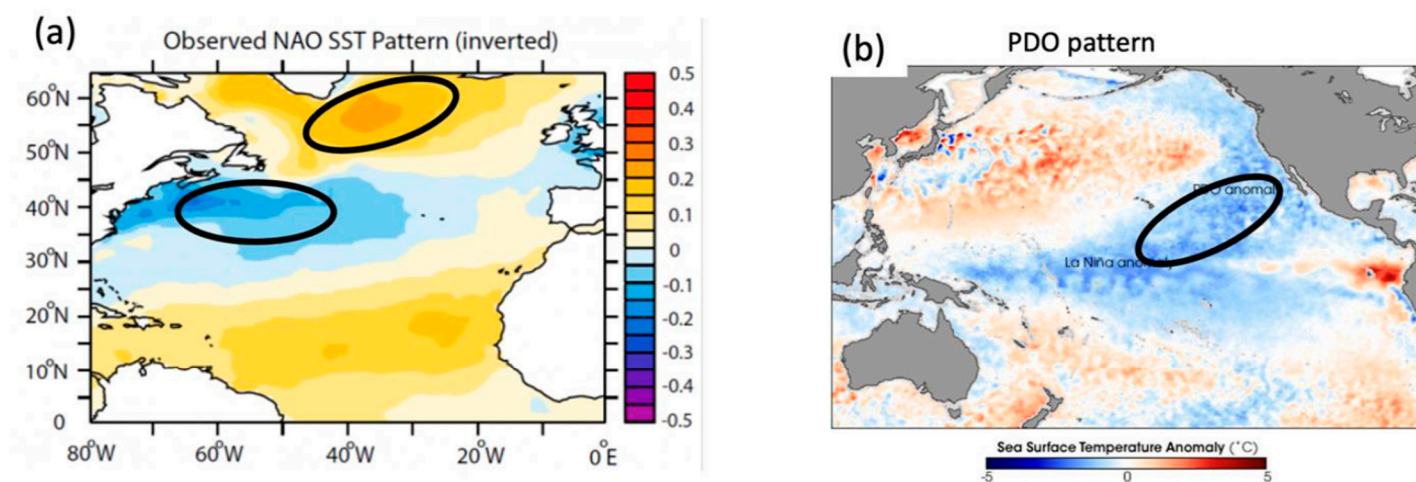 (a)
Observed NAO SST Pattern (inverted)
60°N
50°N
40°N
30°N
20°N
10°N
0
80°W
60°W
40°W
20°W
0°E
0.5
0.4
0.3
0.2
0.1
0
-0.1
-0.2
-0.3
-0.4
-0.5
(b)
PDO pattern
PDO anomaly
La Niña anomaly
Sea Surface Temperature Anomaly (°C)
-5
0
5